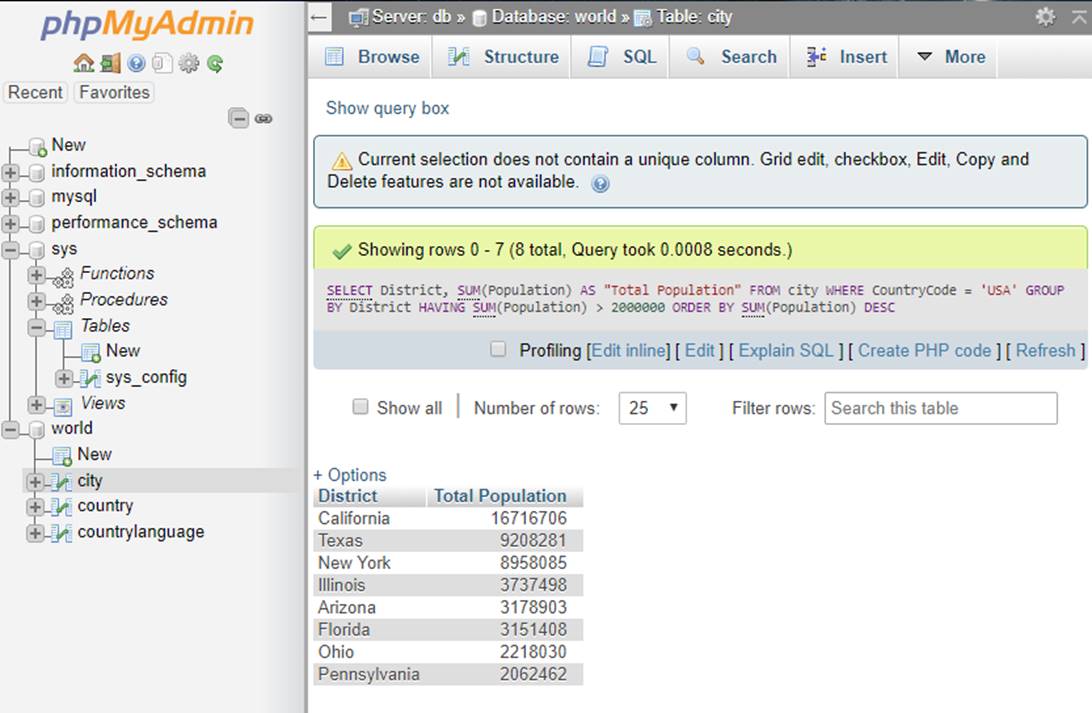 phpMyAdmin
Recent Favorites
New
information_schema
mysql
performance_schema
sys
Functions
Procedures
Tables
New
sys_config
Views
world
New
city
country
countrylanguage
Server: db » Database: world » Table: city
Browse Structure SQL Search Insert More
Show query box
Current selection does not contain a unique column. Grid edit, checkbox, Edit, Copy and
Delete features are not available.
Showing rows 0 - 7 (8 total, Query took 0.0008 seconds.)
SELECT District, SUM(Population) AS "Total Population" FROM city WHERE CountryCode = 'USA' GROUP
BY District HAVING SUM(Population) > 2000000 ORDER BY SUM(Population) DESC
Profiling [Edit inline] [ Edit ] [ Explain SQL ] [ Create PHP code ] [ Refresh ]
Show all | Number of rows: 25 Filter rows: Search this table
+ Options
District Total Population
California 16716706
Texas 9208281
New York 8958085
Illinois 3737498
Arizona 3178903
Florida 3151408
Ohio 2218030
Pennsylvania 2062462